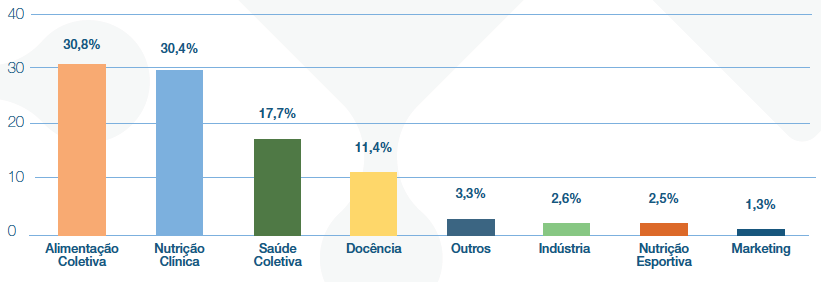 40
30
20
10
0
30,8%
30,4%
17,7%
11,4%
3,3%
2,6%
2,5%
1,3%
Alimentação
Coletiva
Nutrição
Clínica
Saúde
Coletiva
Docência
Outros
Indústria
Nutrição
Esportiva
Marketing